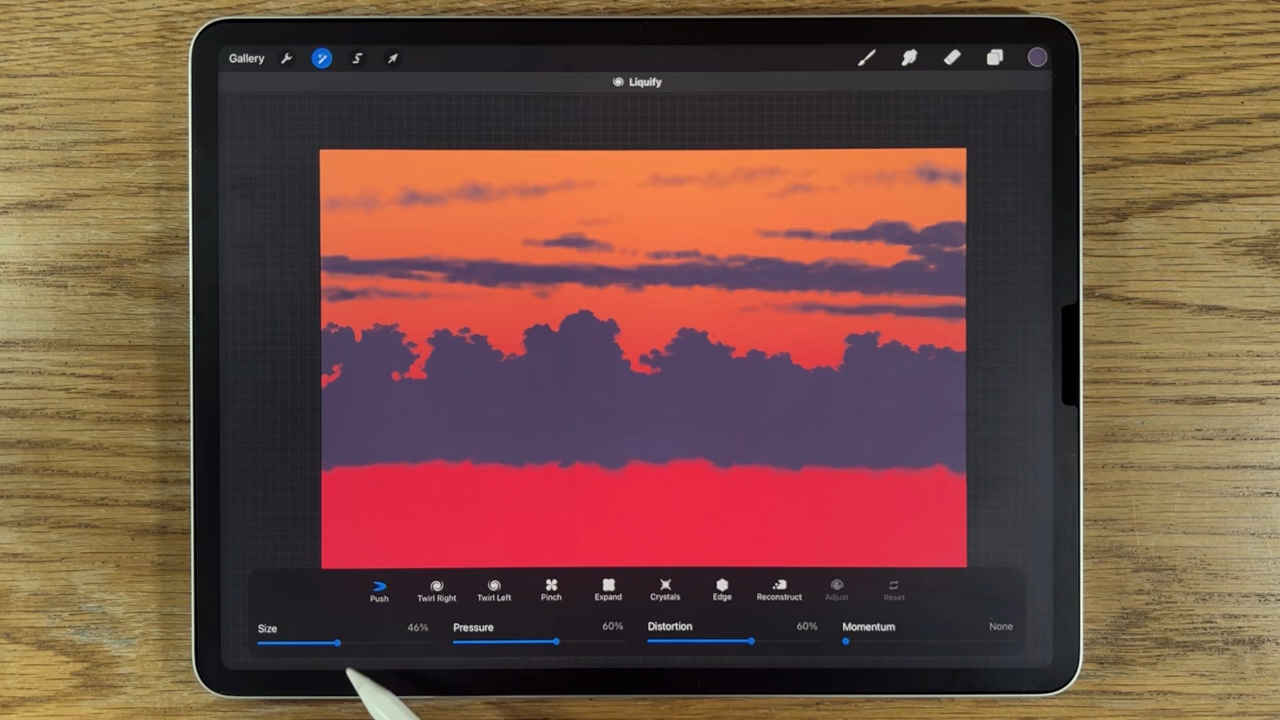 Gallery
Liquify
Push Twirl Right Twirl Left Pinch Expand Crystals Edge Reconstruct Adjust Reset
Size 46% Pressure 60% Distortion 60% Momentum None